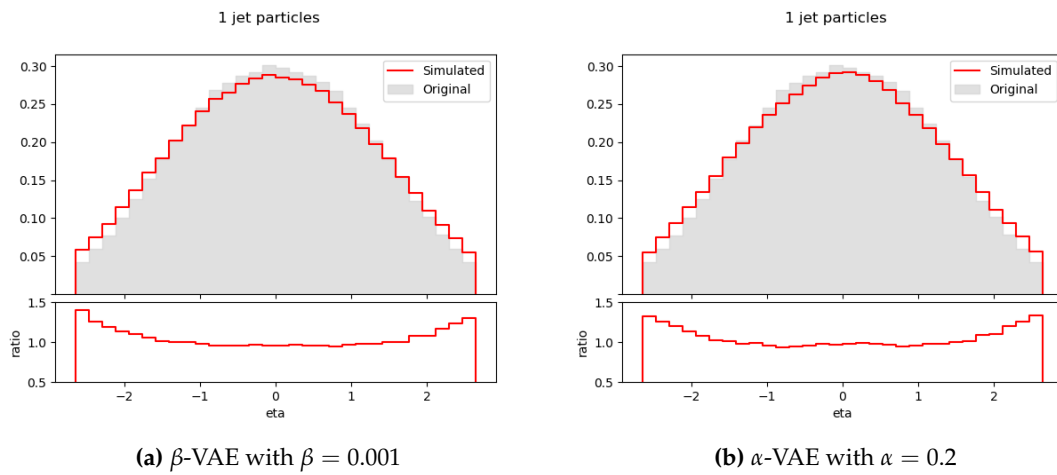 1 jet particles
0.30
0.25
0.20
0.15
0.10
0.05
Simulated
Original
1.5
1.0
0.5
ratio
−2
−1
0
1
2
eta
(a) β-VAE with β = 0.001
1 jet particles
0.30
0.25
0.20
0.15
0.10
0.05
Simulated
Original
1.5
1.0
0.5
ratio
−2
−1
0
1
2
eta
(b) α-VAE with α = 0.2